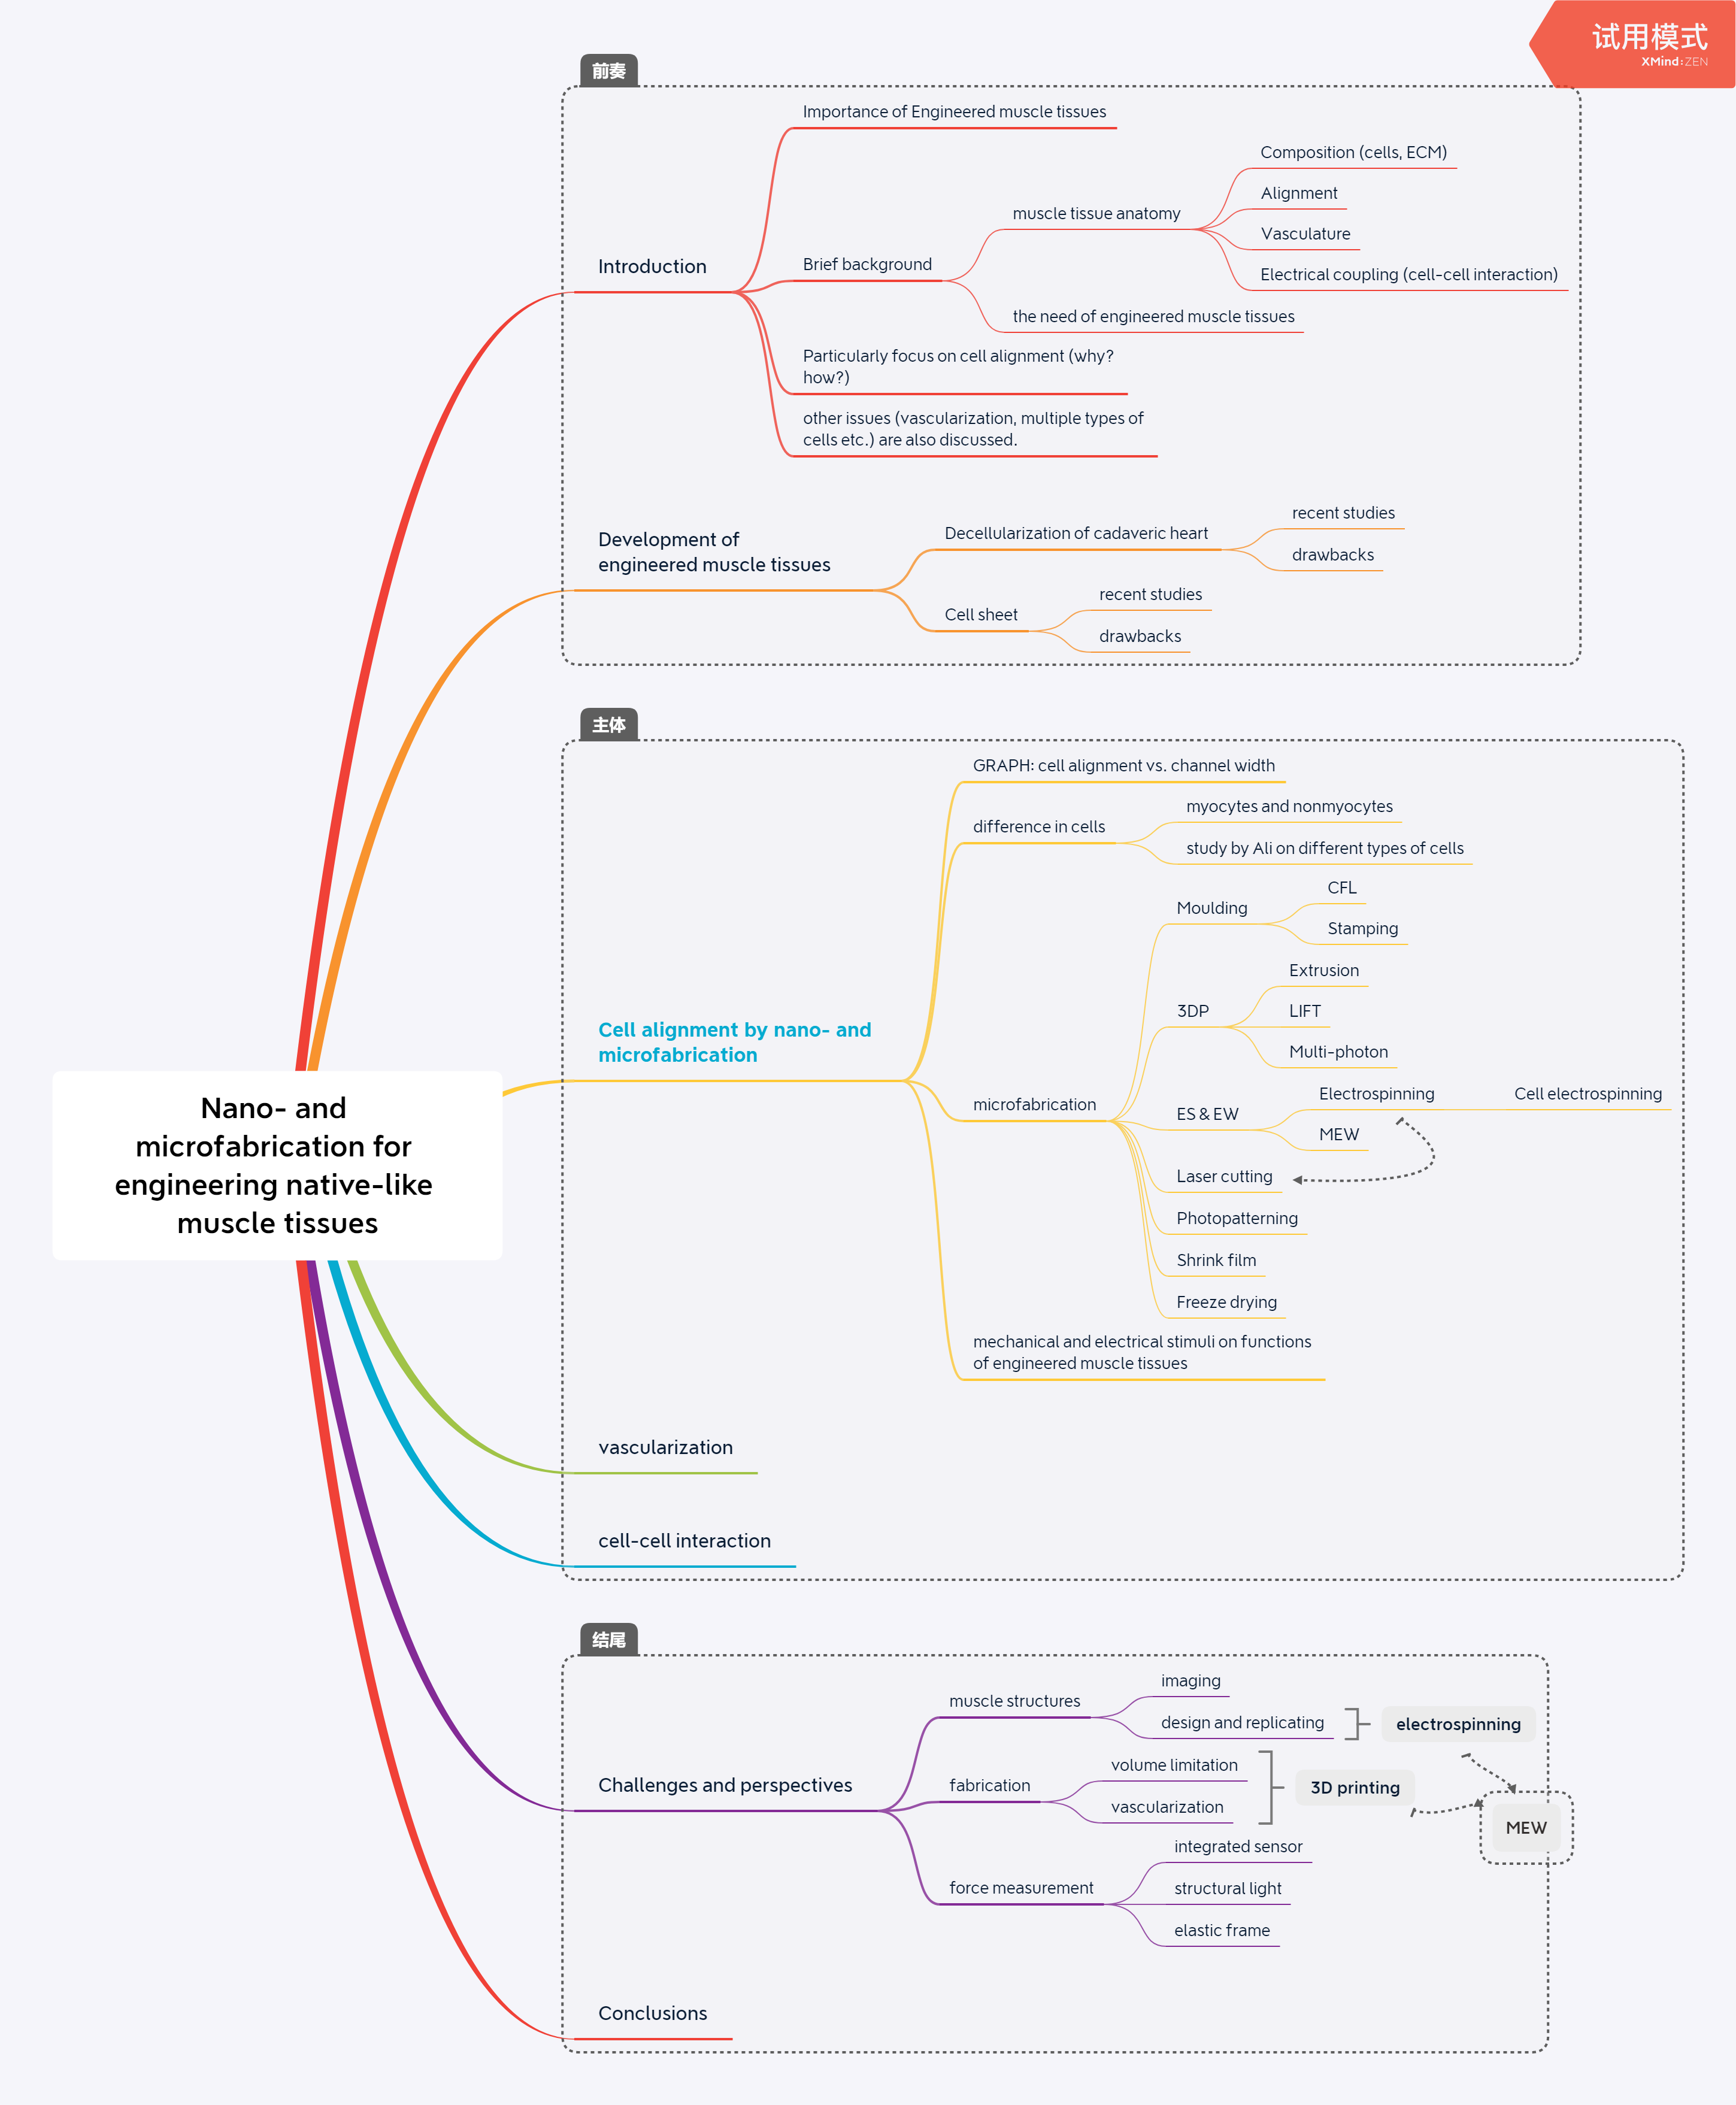 试用模式
XMind:ZEN
前奏
Importance of Engineered muscle tissues
Composition (cells, ECM)
Alignment
muscle tissue anatomy
Vasculature
Introduction
Brief background
Electrical coupling (cell-cell interaction)
the need of engineered muscle tissues
Particularly focus on cell alignment (why?
how?)
other issues (vascularization, multiple types of
cells etc.) are also discussed.
Development of
engineered muscle tissues
Decellularization of cadaveric heart
recent studies
drawbacks
Cell sheet
recent studies
drawbacks
主体
GRAPH: cell alignment vs. channel width
difference in cells
myocytes and nonmyocytes
study by Ali on different types of cells
Moulding
CFL
Stamping
3DP
Extrusion
LIFT
Multi-photon
Cell alignment by nano- and
microfabrication
microfabrication
ES & EW
Electrospinning
Cell electrospinning
MEW
Laser cutting
Photopatterning
Shrink film
Freeze drying
mechanical and electrical stimuli on functions
of engineered muscle tissues
Nano- and
microfabrication for
engineering native-like
muscle tissues
vascularization
cell-cell interaction
结尾
muscle structures
imaging
design and replicating
electrospinning
Challenges and perspectives
fabrication
volume limitation
vascularization
3D printing
MEW
force measurement
integrated sensor
structural light
elastic frame
Conclusions